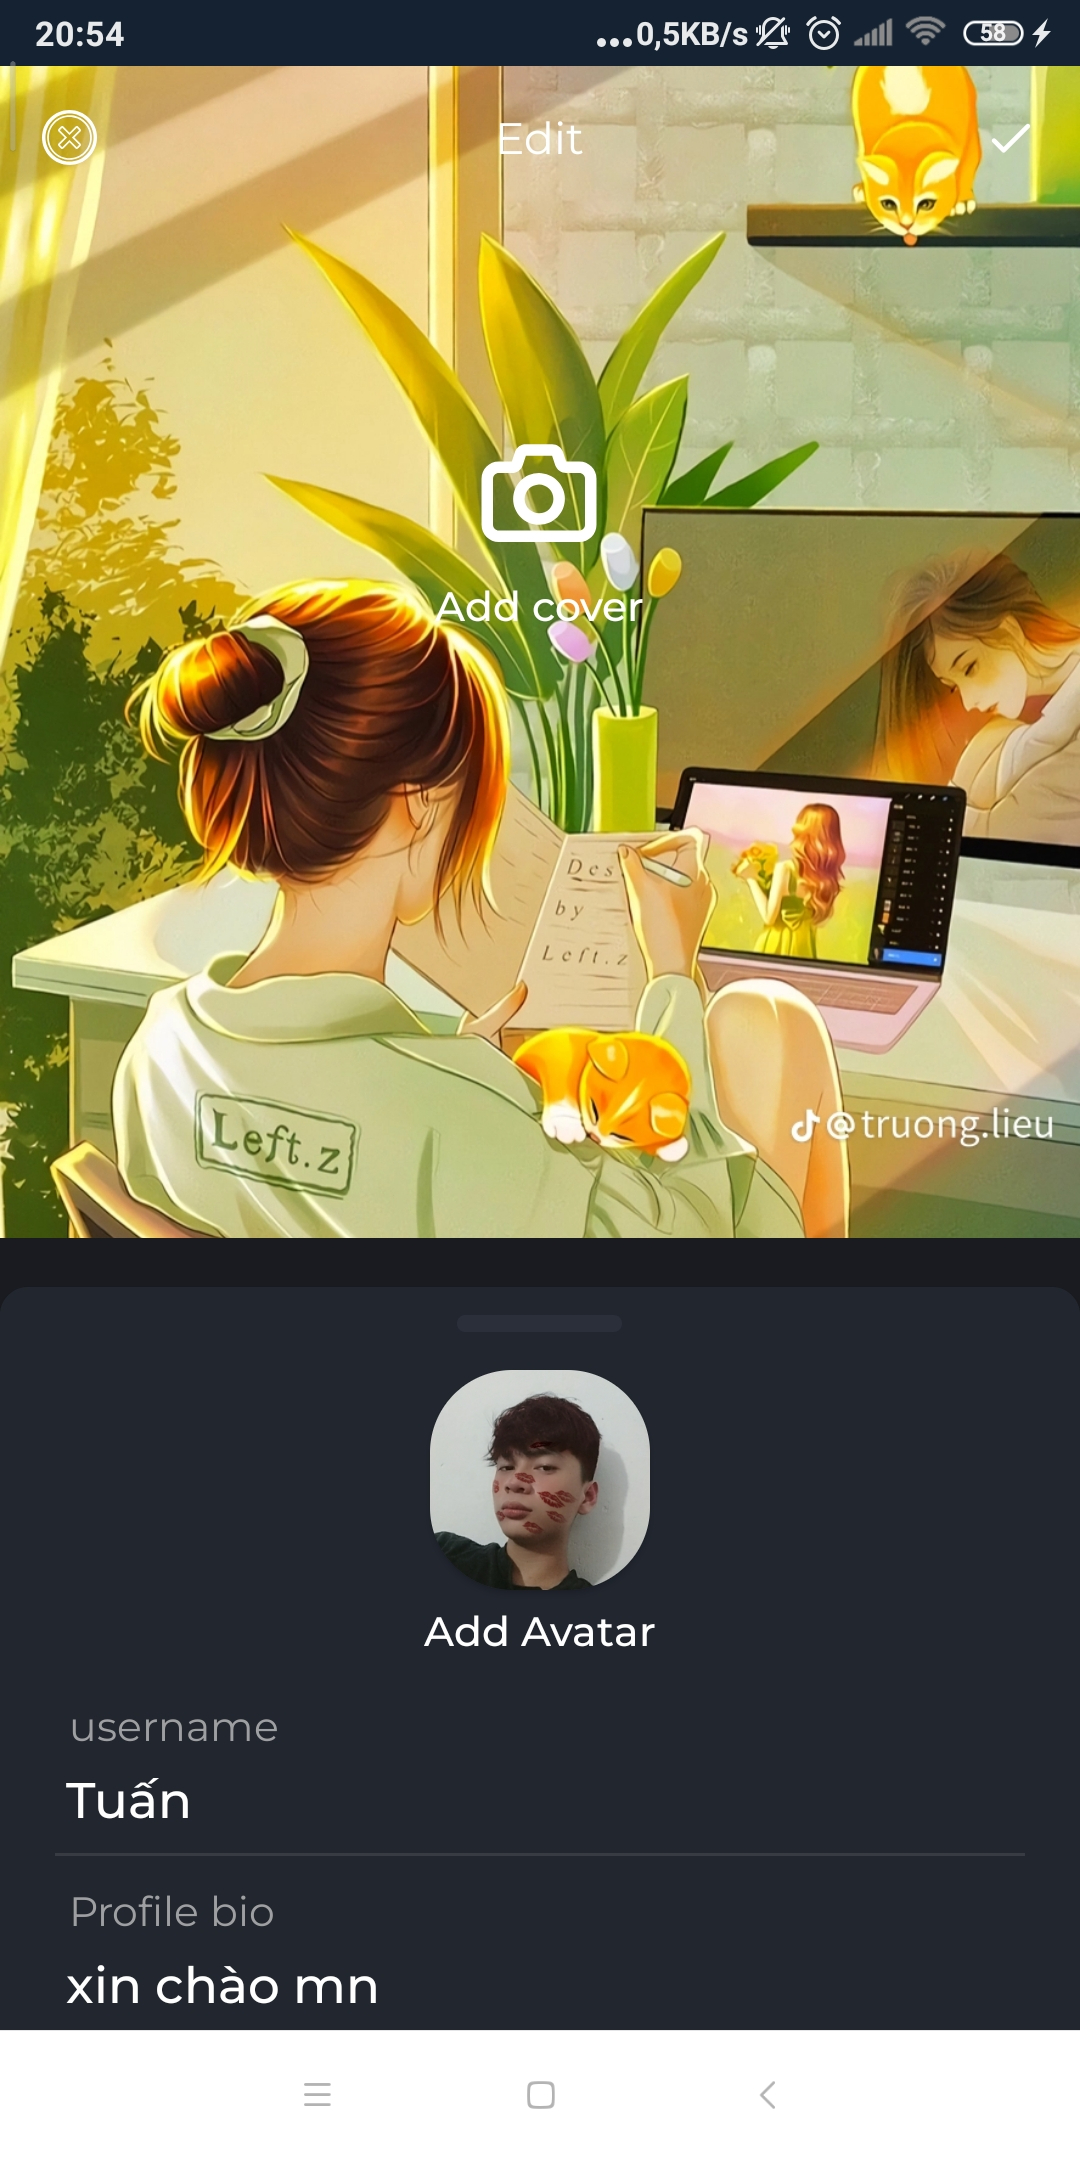 20:54
...0,5KB/s
58
Edit
Add cover
Des
by
Left.z
Left.z
@truong.lieu
Add Avatar
username
Tuấn
Profile bio
xin chào mn